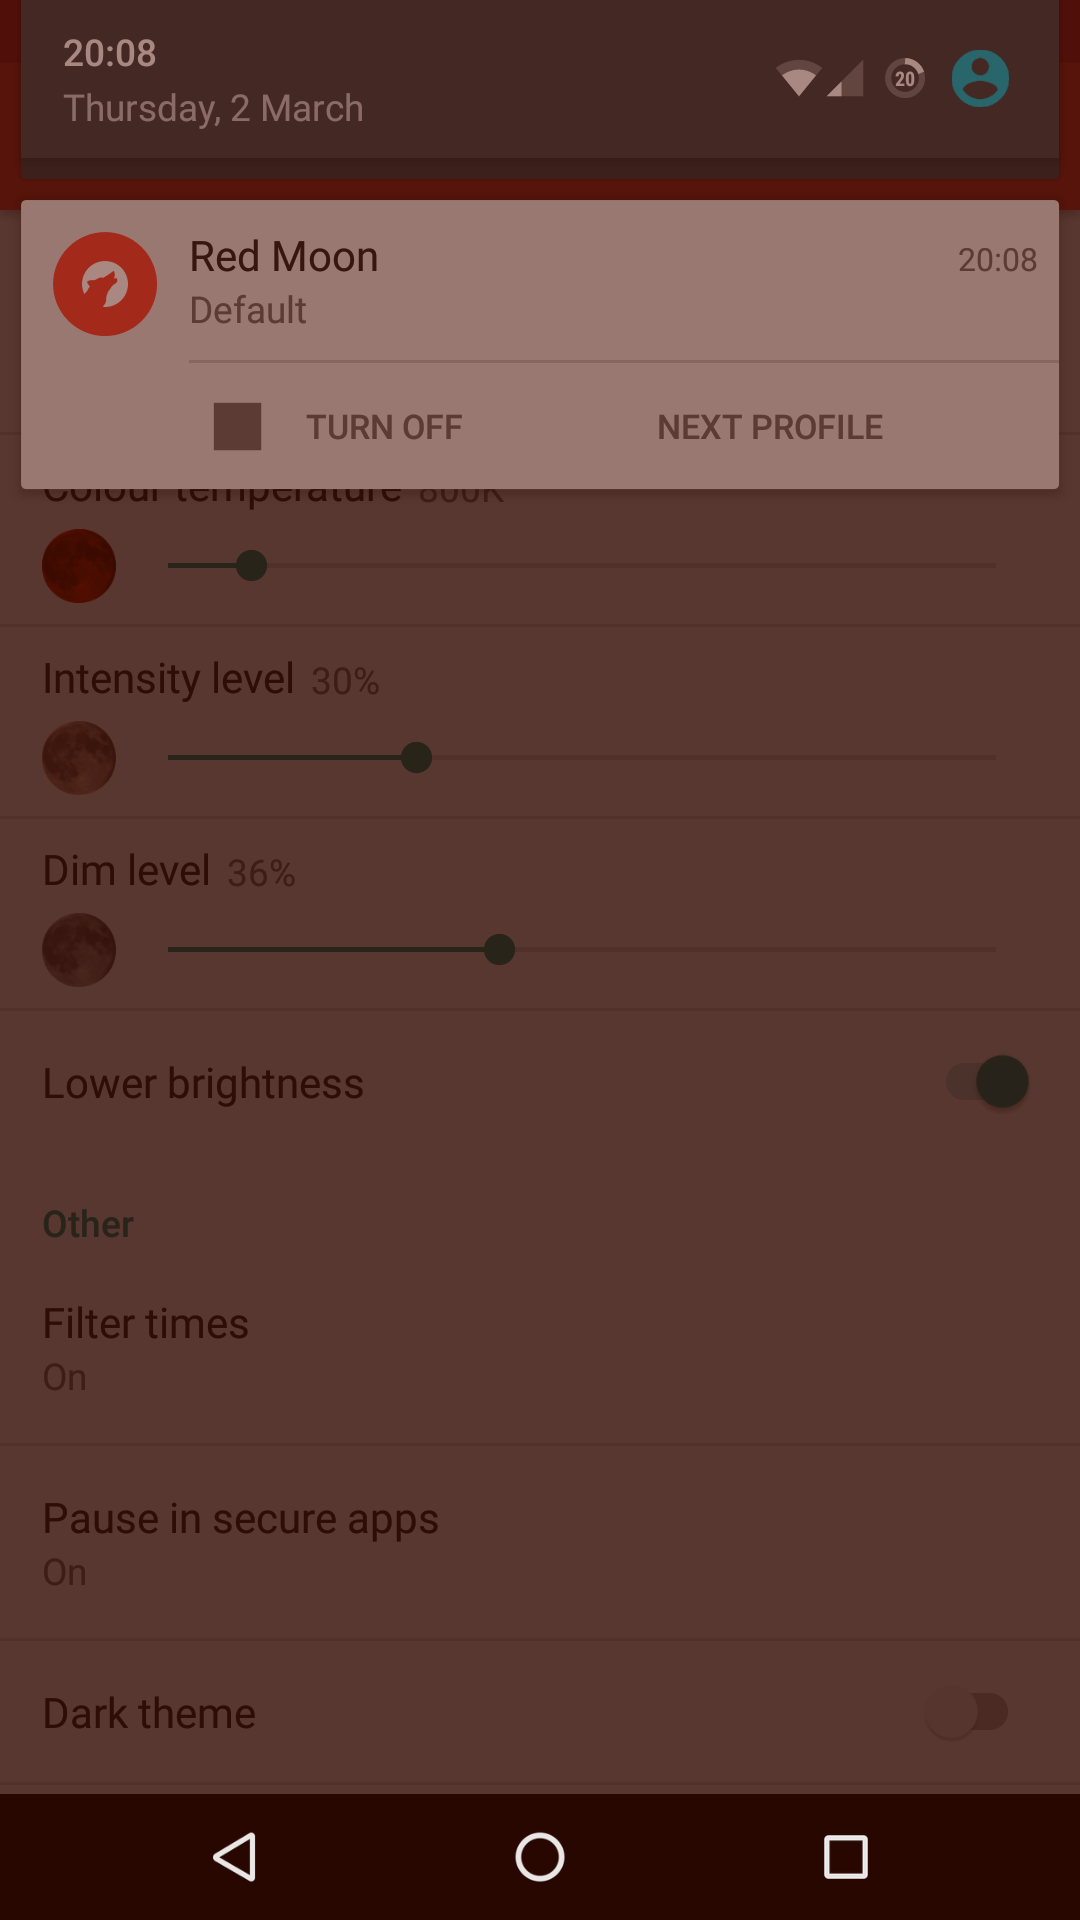 20:08
Thursday, 2 March
20
Red Moon
20:08
Default
TURN OFF
NEXT PROFILE
Colour temperature 800K
Intensity level 30%
Dim level 36%
Lower brightness
Other
Filter times
On
Pause in secure apps
On
Dark theme